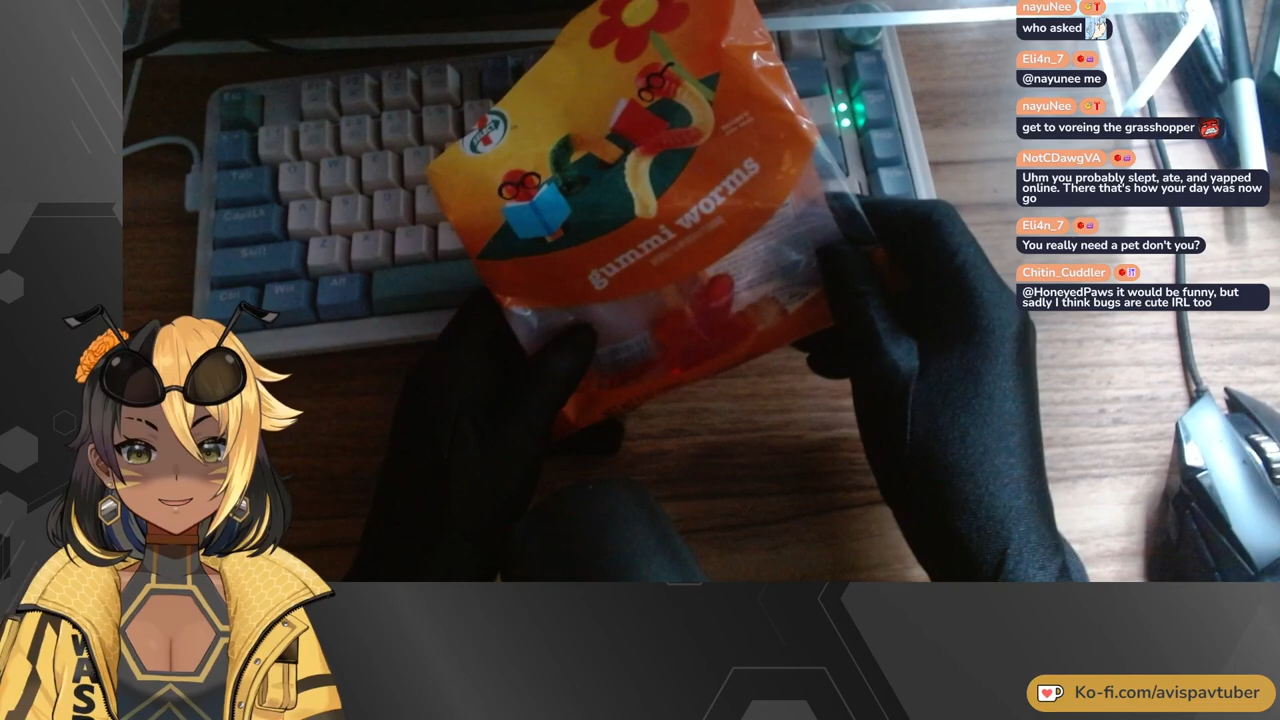 nayuNee
who asked
Eli4n_7
@nayunee me
nayuNee
get to voreing the grasshopper
NotCDawgVA
Uhm you probably slept, ate, and yapped
online. There that's how your day was now
go
Eli4n_7
You really need a pet don't you?
Chitin_Cuddler
@HoneyedPaws it would be funny, but
sadly I think bugs are cute IRL too
gummi worms
Ko-fi.com/avispavtuber